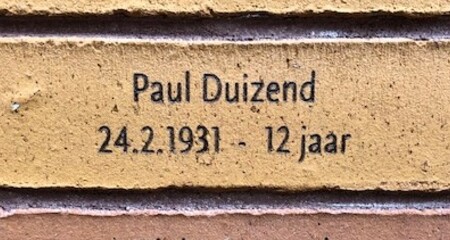 Paul Duizend
24.2.1931 - 12 jaar